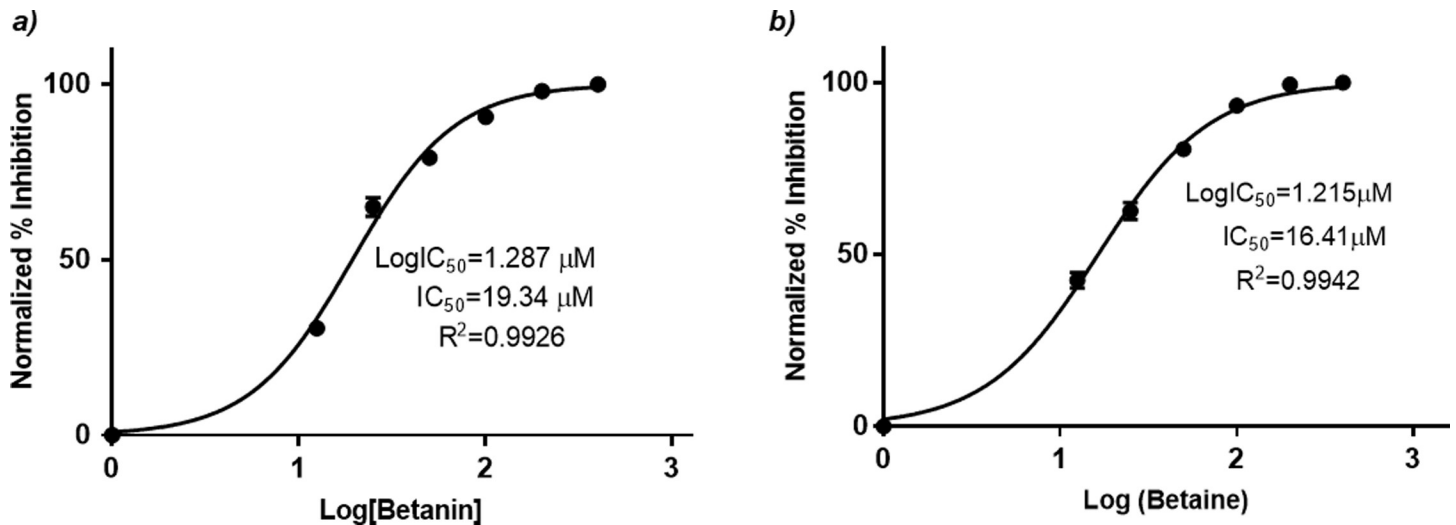 a)
Normalized % Inhibition
100
50
0
LogIC₅₀=1.287 μM
IC₅₀=19.34 μM
R²=0.9926
0 1 2 3
Log[Betanin]
b)
Normalized % Inhibition
100
50
0
LogIC₅₀=1.215μM
IC₅₀=16.41μM
R²=0.9942
0 1 2 3
Log (Betaine)